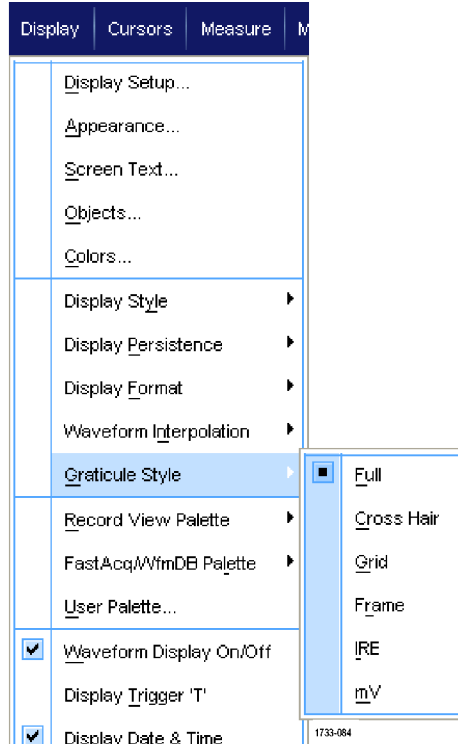 Display Cursors Measure M
Display Setup...
Appearance...
Screen Text...
Objects...
Colors...
Display Style
Display Persistence
Display Format
Waveform Interpolation
Graticule Style
Full
Cross Hair
Grid
Frame
IRE
mV
Record View Palette
FastAcq/WfmDB Palette
User Palette...
Waveform Display On/Off
Display Trigger 'T'
Display Date & Time
1733-084